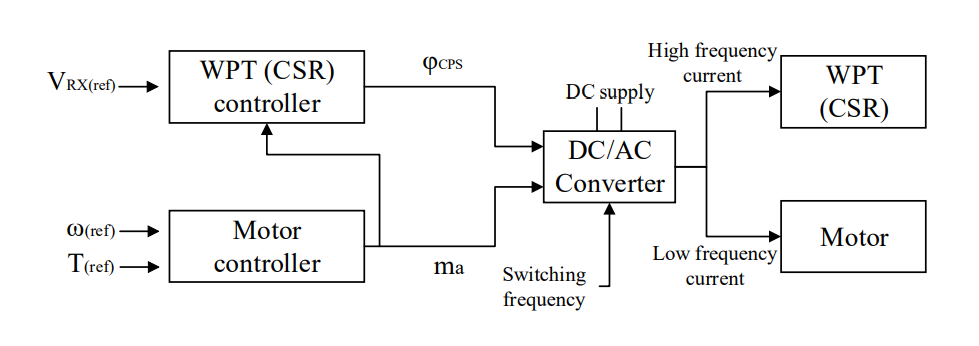 VRX(ref)
WPT (CSR)
controller
φCPS
ω(ref)
T(ref)
Motor
controller
ma
DC supply
DC/AC
Converter
Switching
frequency
High frequency
current
WPT
(CSR)
Low frequency
current
Motor